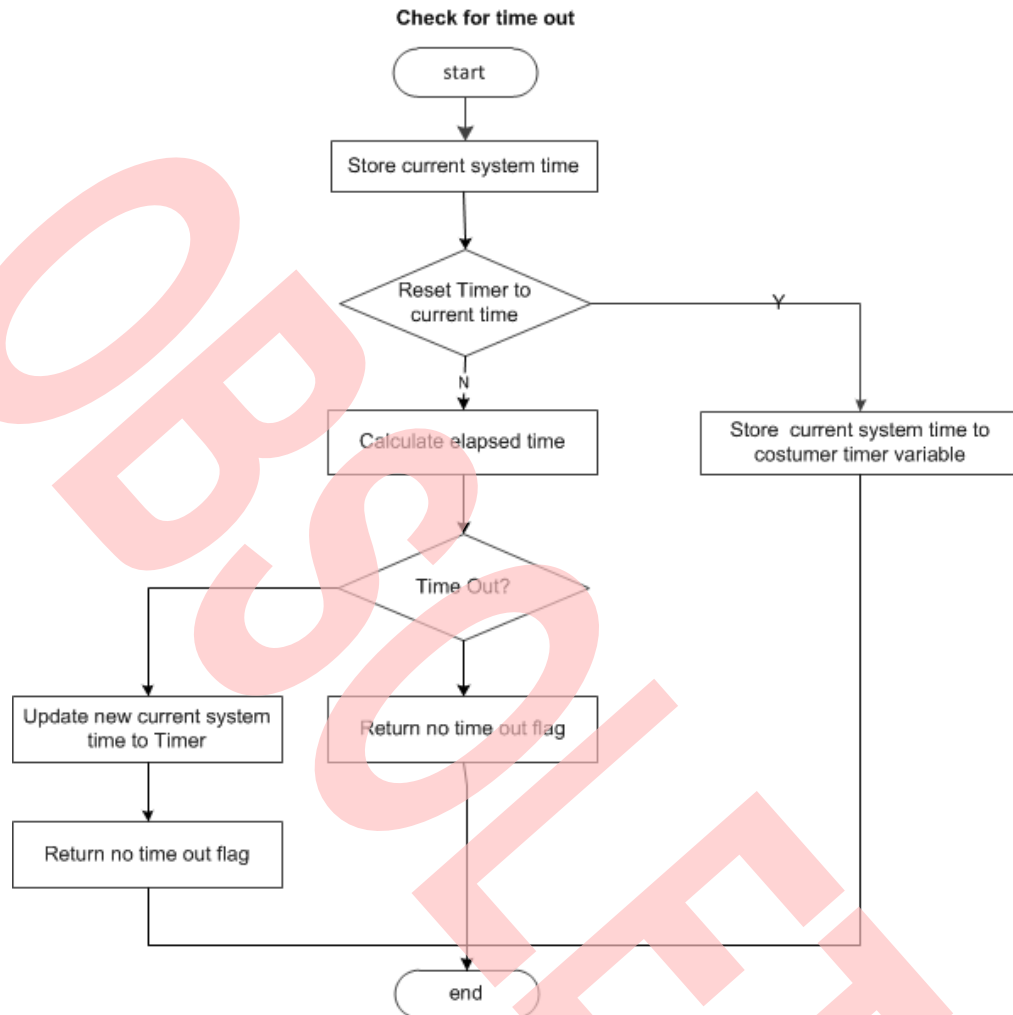 Check for time out
start
Store current system time
Reset Timer to
current time
Y
N
Calculate elapsed time
Store current system time to
costumer timer variable
Time Out?
Update new current system
time to Timer
Return no time out flag
Return no time out flag
end
OBSOLET